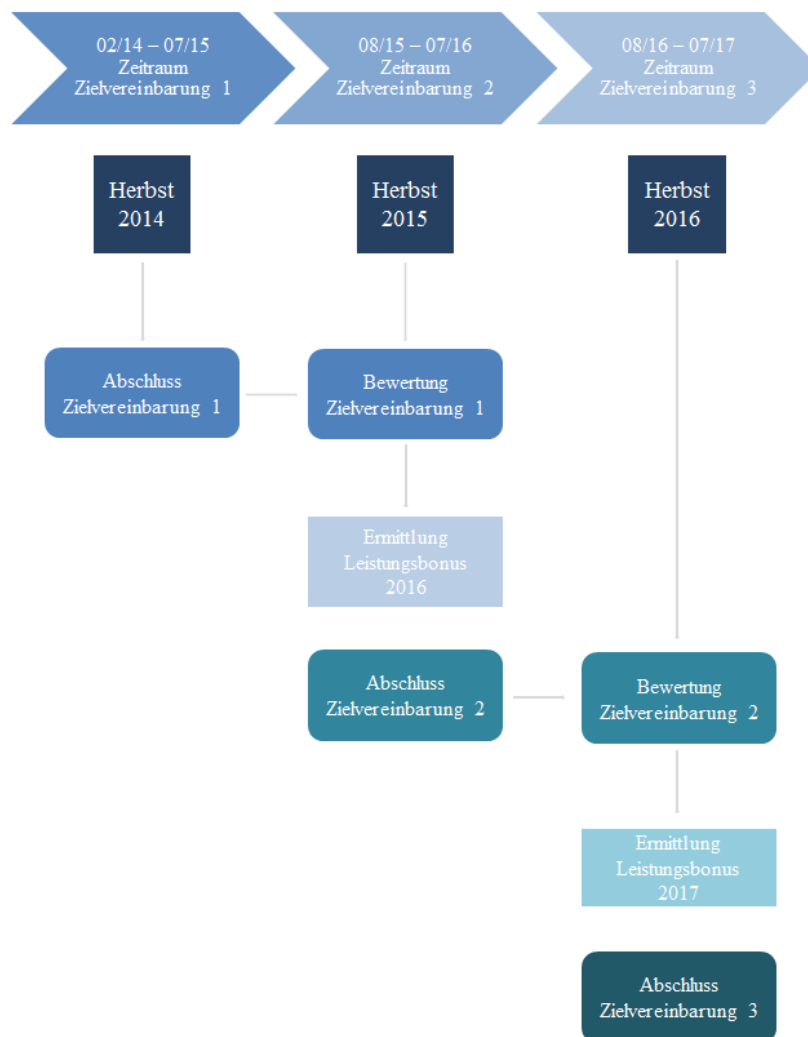 02/14 – 07/15
Zeitraum
Zielvereinbarung 1
08/15 – 07/16
Zeitraum
Zielvereinbarung 2
08/16 – 07/17
Zeitraum
Zielvereinbarung 3
Herbst
2014
Herbst
2015
Herbst
2016
Abschluss
Zielvereinbarung 1
Bewertung
Zielvereinbarung 1
Ermittlung
Leistungsbonus
2016
Abschluss
Zielvereinbarung 2
Bewertung
Zielvereinbarung 2
Ermittlung
Leistungsbonus
2017
Abschluss
Zielvereinbarung 3